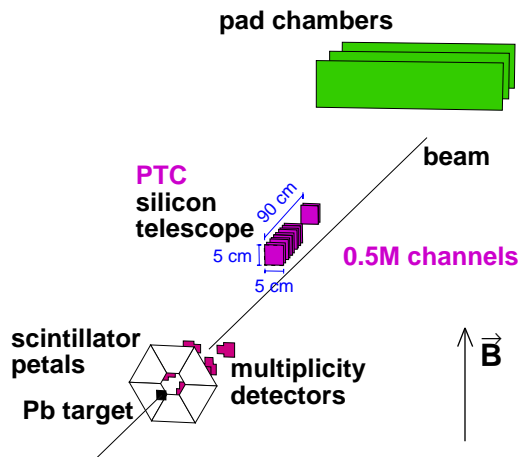 pad chambers
beam
PTC
silicon
telescope
90 cm
5 cm
5 cm
0.5M channels
scintillator
petals
multiplicity
detectors
Pb target
B